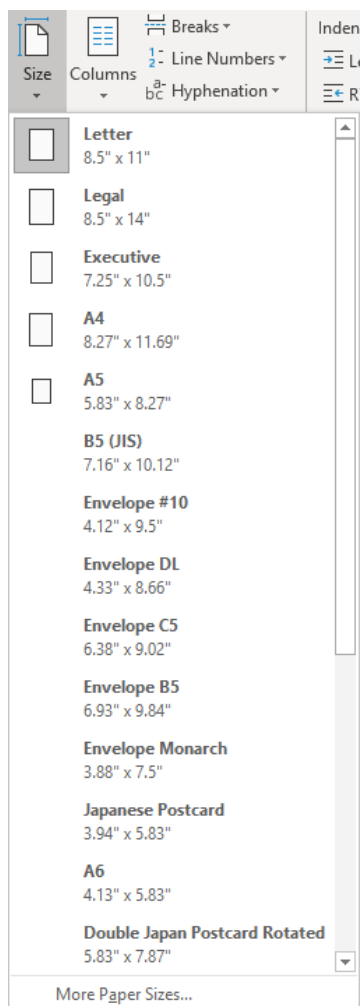 Size
Columns
Breaks
Line Numbers
Hyphenation
Inden
Letter
8.5" x 11"
Legal
8.5" x 14"
Executive
7.25" x 10.5"
A4
8.27" x 11.69"
A5
5.83" x 8.27"
B5 (JIS)
7.16" x 10.12"
Envelope #10
4.12" x 9.5"
Envelope DL
4.33" x 8.66"
Envelope C5
6.38" x 9.02"
Envelope B5
6.93" x 9.84"
Envelope Monarch
3.88" x 7.5"
Japanese Postcard
3.94" x 5.83"
A6
4.13" x 5.83"
Double Japan Postcard Rotated
5.83" x 7.87"
More Paper Sizes...